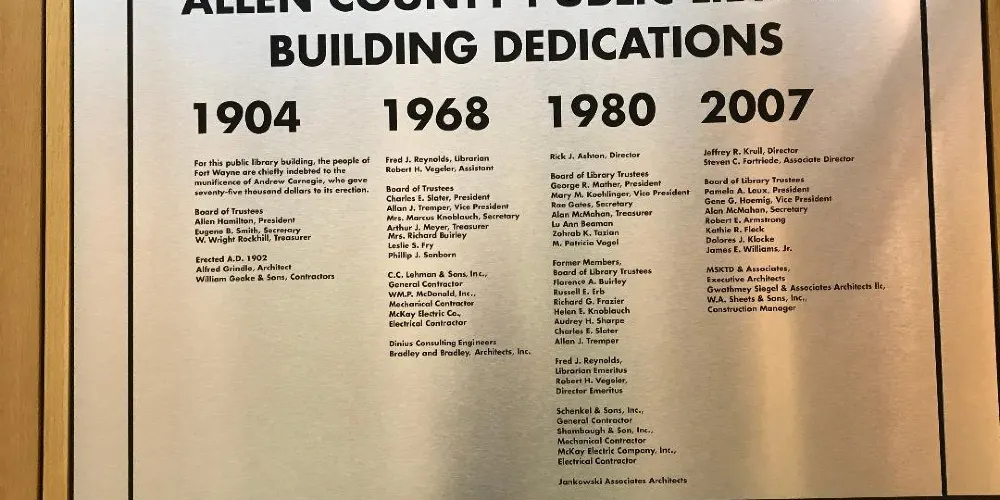 ALLEN COUNTY PUBLIC
BUILDING DEDICATIONS
1904
For this public library building, the people of
Fort Wayne are chiefly indebted to the
munificence of Andrew Carnegie, who gave
seventy-five thousand dollars to its erection.
Board of Trustees
Allen Hamilton, President
Eugene B. Smith, Secretary
W. Wright Rockhill, Treasurer
Erected A.D. 1902
Alfred Grindle, Architect
William Geake & Sons, Contractors
1968
Fred J. Reynolds, Librarian
Robert H. Vegeler, Assistant
Board of Trustees
Charles E. Slater, President
Allan J. Tremper, Vice President
Mrs. Marcus Knoblauch, Secretary
Arthur J. Meyer, Treasurer
Mrs. Richard Buirley
Leslie S. Fry
Phillip J. Sanborn
C.C. Lehman & Sons, Inc.,
General Contractor
WM.P. McDonald, Inc.,
Mechanical Contractor
McKay Electric Co.,
Electrical Contractor
Dinius Consulting Engineers
Bradley and Bradley, Architects, Inc.
1980
Rick J. Ashton, Director
Board of Library Trustees
George R. Mather, President
Mary M. Koehlinger, Vice President
Ron Gates, Secretary
Alan McMahan, Treasurer
Lu Ann Beaman
Zohrab K. Tazian
M. Patricia Vogel
Former Members,
Board of Library Trustees
Florence A. Buirley
Russell E. Erb
Richard G. Frazier
Helen E. Knoblauch
Audrey H. Sharpe
Charles E. Slater
Allan J. Tremper
Fred J. Reynolds,
Librarian Emeritus
Robert H. Vegeler,
Director Emeritus
Schenkel & Sons, Inc.,
General Contractor
Shambaugh & Son, Inc.,
Mechanical Contractor
McKay Electric Company, Inc.,
Electrical Contractor
Jankowski Associates Architects
2007
Jeffrey R. Krull, Director
Steven C. Fortriede, Associate Director
Board of Library Trustees
Pamela A. Laux, President
Gene G. Hoemig, Vice President
Alan McMahan, Secretary
Robert E. Armstrong
Kathie R. Fleck
Dolores J. Klocke
James E. Williams, Jr.
MSKTD & Associates,
Executive Architects
Gwathmey Siegel & Associates Architects llc,
W.A. Sheets & Sons, Inc.,
Construction Manager